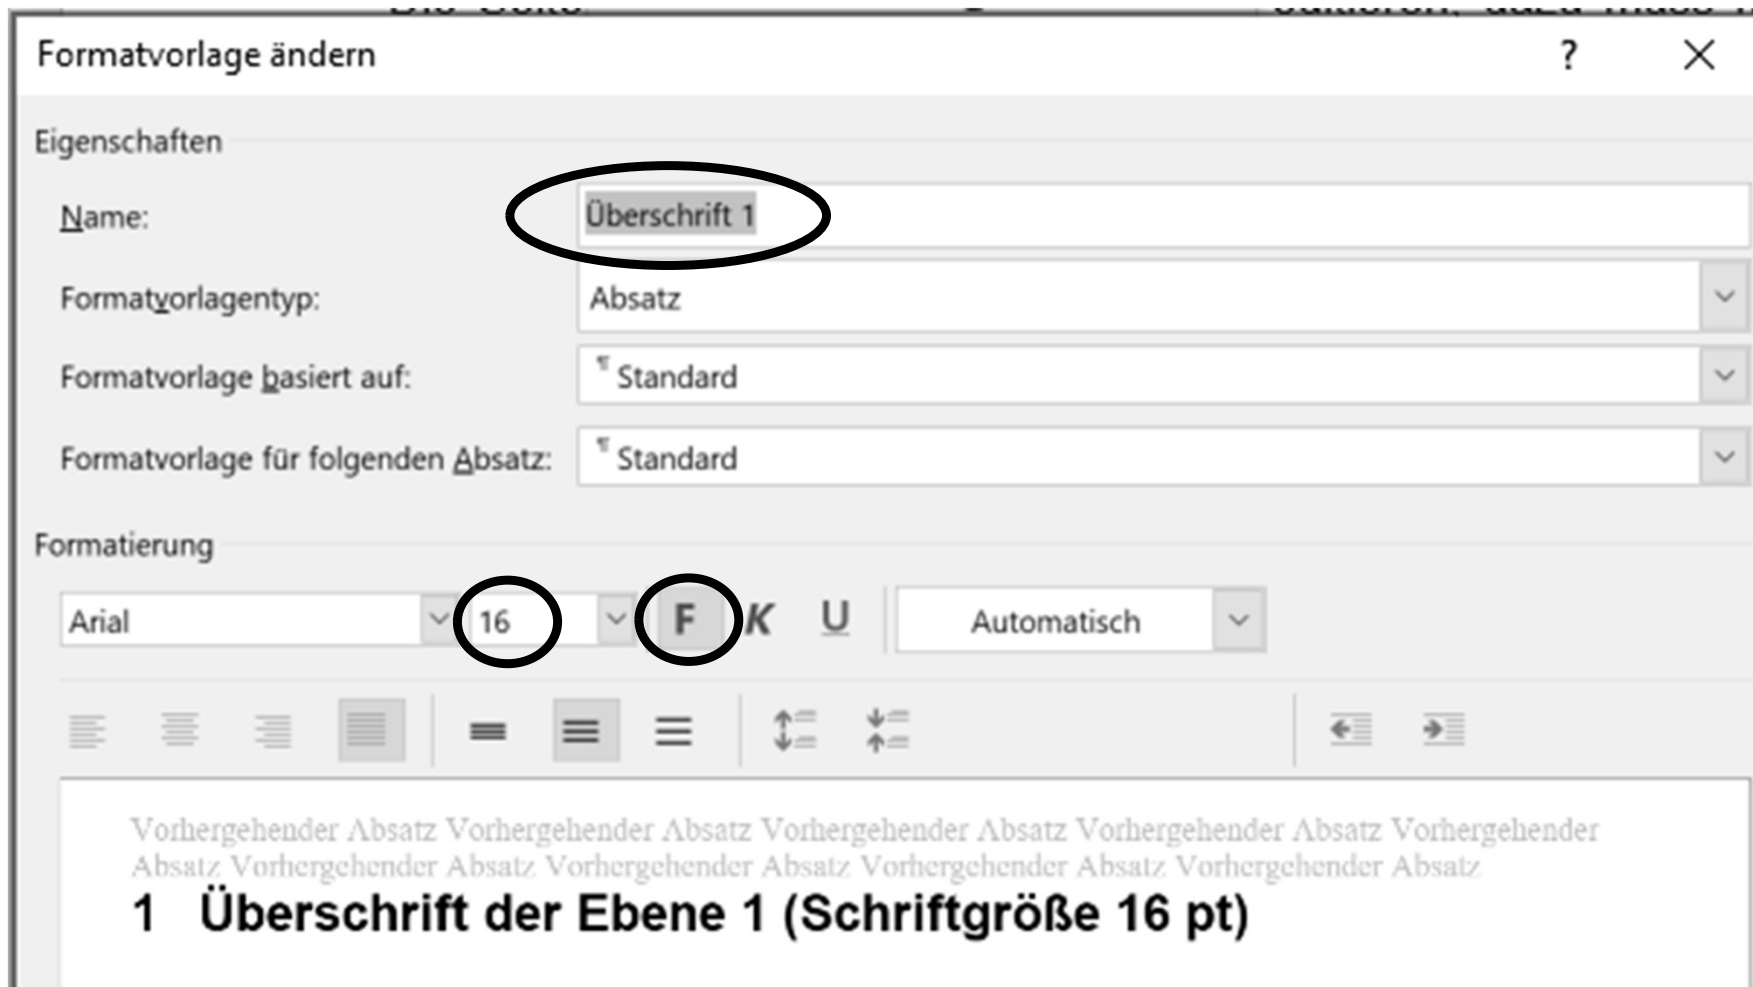 Formatvorlage ändern ?
Eigenschaften
Name: Überschrift 1
Formatvorlagentyp: Absatz
Formatvorlage basiert auf: ¶ Standard
Formatvorlage für folgenden Absatz: ¶ Standard
Formatierung
Arial 16 F K U Automatisch
Vorhergehender Absatz Vorhergehender Absatz Vorhergehender Absatz Vorhergehender Absatz Vorhergehender
Absatz Vorhergehender Absatz Vorhergehender Absatz Vorhergehender Absatz Vorhergehender Absatz
1 Überschrift der Ebene 1 (Schriftgröße 16 pt)